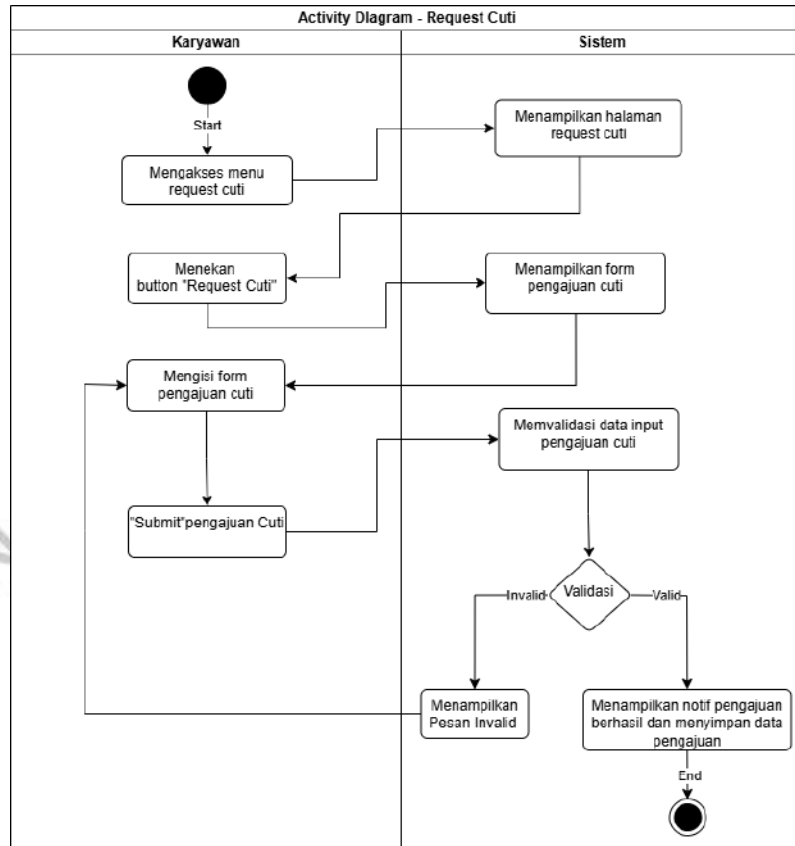 Activity Diagram - Request Cuti
Karyawan
Sistem
Start
Menampilkan halaman
request cuti
Mengakses menu
request cuti
Menekan
button "Request Cuti"
Menampilkan form
pengajuan cuti
Mengisi form
pengajuan cuti
Memvalidasi data input
pengajuan cuti
"Submit"pengajuan Cuti
Invalid
Validasi
Valid
Menampilkan
Pesan Invalid
Menampilkan notif pengajuan
berhasil dan menyimpan data
pengajuan
End